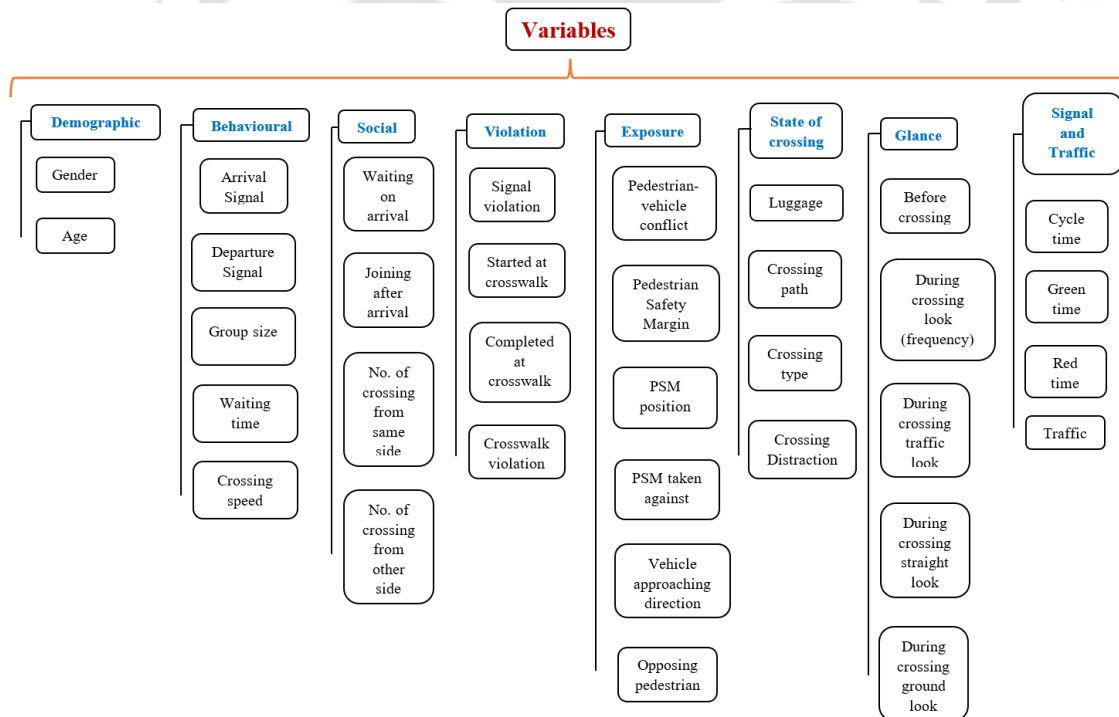 Variables
Demographic
Gender
Age
Behavioural
Arrival
Signal
Departure
Signal
Group size
Waiting
time
Crossing
speed
Social
Waiting
on
arrival
Joining
after
arrival
No. of
crossing
from
same
side
No. of
crossing
from
other
side
Violation
Signal
violation
Started at
crosswalk
Completed
at
crosswalk
Crosswalk
violation
Exposure
Pedestrian-
vehicle
conflict
Pedestrian
Safety
Margin
PSM
position
PSM taken
against
Vehicle
approaching
direction
Opposing
pedestrian
State of
crossing
Luggage
Crossing
path
Crossing
type
Crossing
Distraction
Glance
Before
crossing
During
crossing
look
(frequency)
During
crossing
traffic
look
During
crossing
straight
look
During
crossing
ground
look
Signal
and
Traffic
Cycle
time
Green
time
Red
time
Traffic